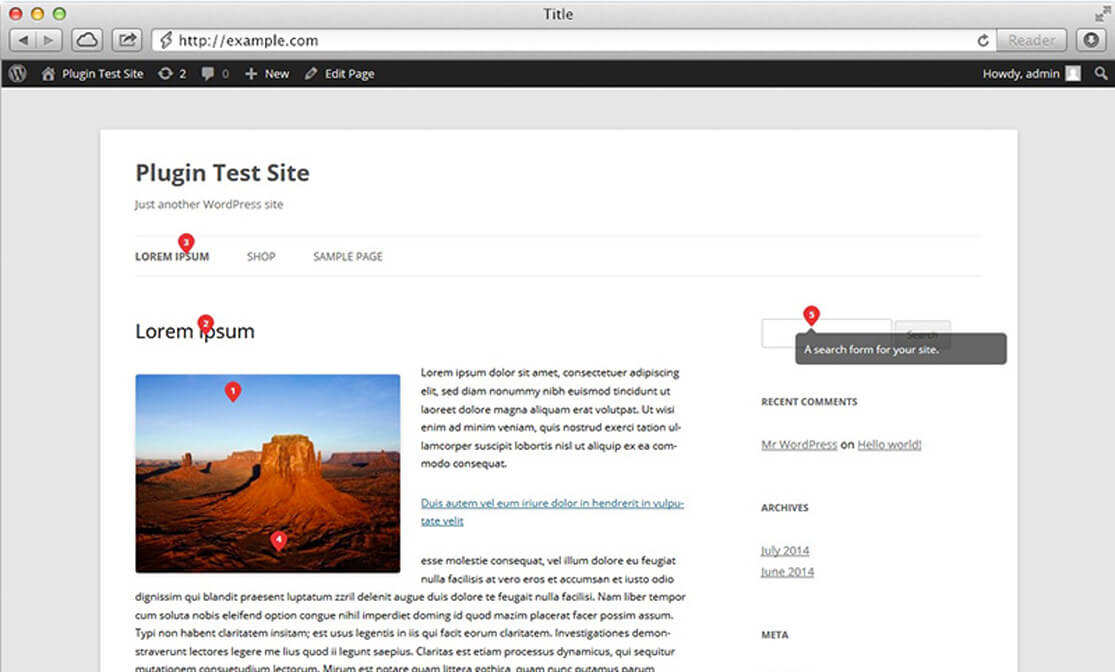 Title
http://example.com
Reader
Plugin Test Site 2 0 New Edit Page Howdy, admin
Plugin Test Site
Just another WordPress site
3
LOREM IPSUM SHOP SAMPLE PAGE
2
Lorem ipsum
1
4
Lorem ipsum dolor sit amet, consectetuer adipiscing
elit, sed diam nonummy nibh euismod tincidunt ut
laoreet dolore magna aliquam erat volutpat. Ut wisi
enim ad minim veniam, quis nostrud exerci tation ul-
lamcorper suscipit lobortis nisl ut aliquip ex ea com-
modo consequat.
Duis autem vel eum iriure dolor in hendrerit in vulpu-
tate velit
esse molestie consequat, vel illum dolore eu feugiat
nulla facilisis at vero eros et accumsan et iusto odio
dignissim qui blandit praesent luptatum zzril delenit augue duis dolore te feugait nulla facilisi. Nam liber tempor
cum soluta nobis eleifend option congue nihil imperdiet doming id quod mazim placerat facer possim assum.
Typi non habent claritatem insitam; est usus legentis in iis qui facit eorum claritatem. Investigationes demon-
straverunt lectores legere me lius quod ii legunt saepius. Claritas est etiam processus dynamicus, qui sequitur
mutationem consuetudium lectorum. Mirum est notare quam littera gothica, quam nunc putamus parum
5
Search
A search form for your site.
RECENT COMMENTS
Mr WordPress on Hello world!
ARCHIVES
July 2014
June 2014
META